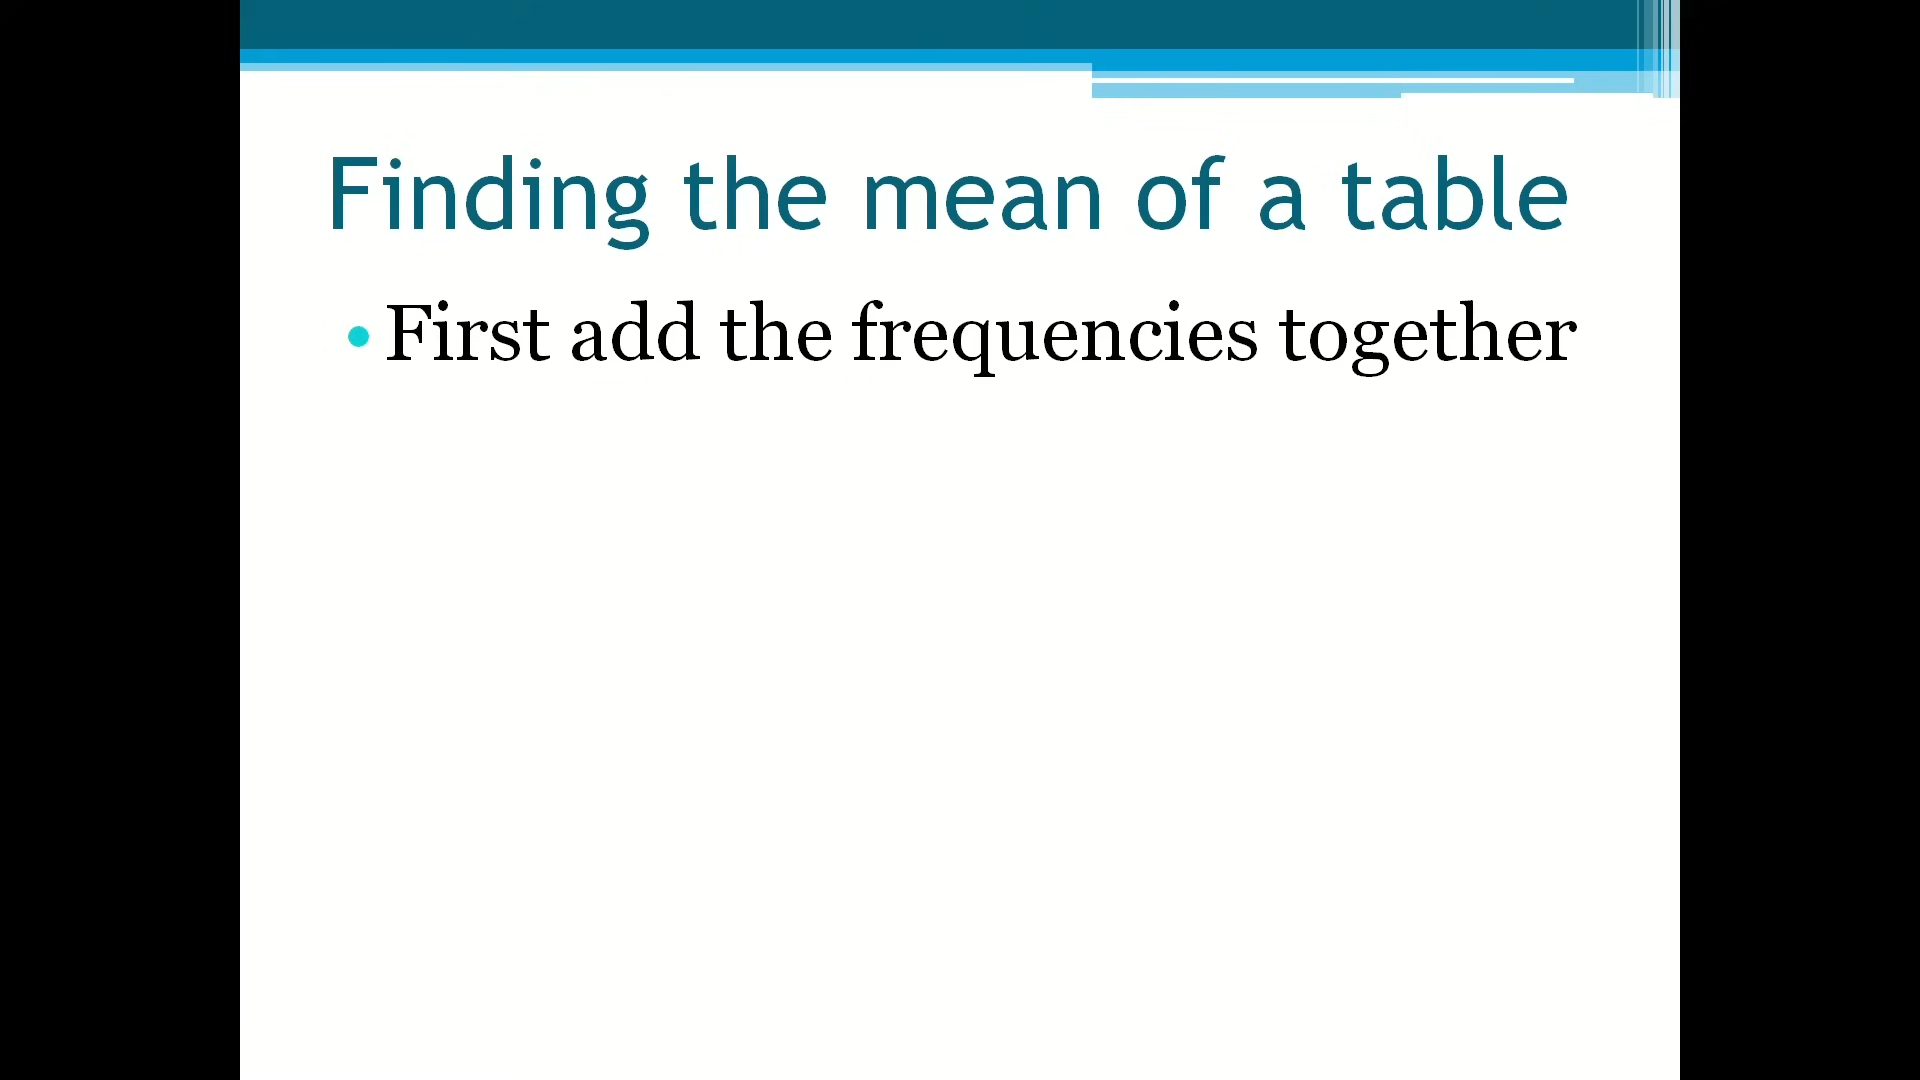 Finding the mean of a table
• First add the frequencies together